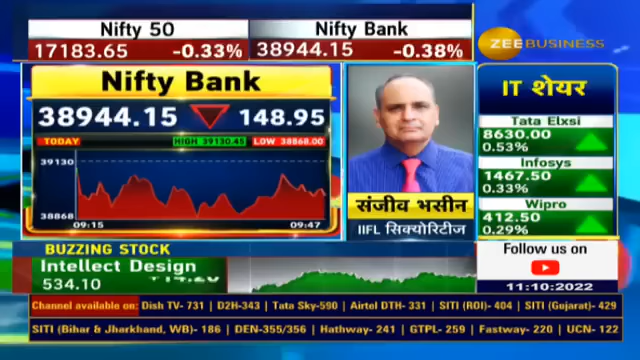 Nifty 50
17183.65 -0.33%
Nifty Bank
38944.15 -0.38%
ZEE BUSINESS
Nifty Bank
38944.15 148.95
TODAY HIGH 39130.45 LOW 38868.00
39130
38868
09:15 09:47
संजीव भसीन
IIFL सिक्योरिटीज
IT शेयर
Tata Elxsi
8630.00
0.53%
Infosys
1467.50
0.33%
Wipro
412.50
0.29%
BUZZING STOCK
Intellect Design
534.10
Follow us on
11:10:2022
Channel available on: Dish TV- 731 | D2H-343 | Tata Sky-590 | Airtel DTH- 331 | SITI (ROI)- 404 | SITI (Gujarat)- 429
SITI (Bihar & Jharkhand, WB)- 186 | DEN-355/356 | Hathway- 241 | GTPL- 259 | Fastway- 220 | UCN- 122